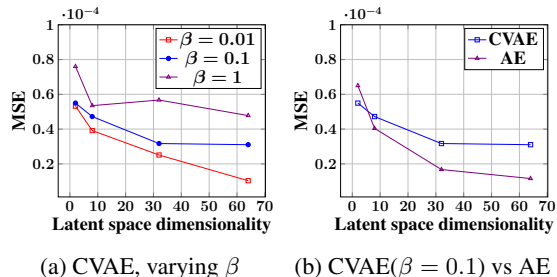 ·10⁻⁴
1
0.8
0.6
0.4
0.2
MSE
β = 0.01
β = 0.1
β = 1
0 10 20 30 40 50 60 70
Latent space dimensionality
(a) CVAE, varying β
·10⁻⁴
1
0.8
0.6
0.4
0.2
MSE
CVAE
AE
0 10 20 30 40 50 60 70
Latent space dimensionality
(b) CVAE(β = 0.1) vs AE